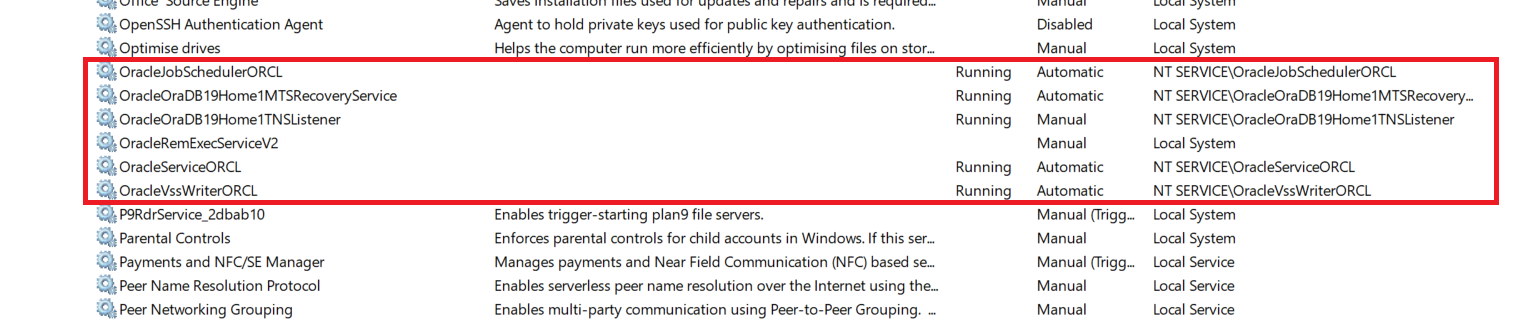 Office Source Engine Saves installation files used for updates and repairs and is required... Manual Local System
OpenSSH Authentication Agent Agent to hold private keys used for public key authentication. Disabled Local System
Optimise drives Helps the computer run more efficiently by optimising files on stor... Manual Local System
OracleJobSchedulerORCL Running Automatic NT SERVICE\OracleJobSchedulerORCL
OracleOraDB19Home1MTSRecoveryService Running Automatic NT SERVICE\OracleOraDB19Home1MTSRecovery...
OracleOraDB19Home1TNSListener Running Manual NT SERVICE\OracleOraDB19Home1TNSListener
OracleRemExecServiceV2 Manual Local System
OracleServiceORCL Running Automatic NT SERVICE\OracleServiceORCL
OracleVssWriterORCL Running Automatic NT SERVICE\OracleVssWriterORCL
P9RdrService_2dbab10 Enables trigger-starting plan9 file servers. Manual (Trigg... Local System
Parental Controls Enforces parental controls for child accounts in Windows. If this ser... Manual Local System
Payments and NFC/SE Manager Manages payments and Near Field Communication (NFC) based se... Manual (Trigg... Local Service
Peer Name Resolution Protocol Enables serverless peer name resolution over the Internet using the... Manual Local Service
Peer Networking Grouping Enables multi-party communication using Peer-to-Peer Grouping. ... Manual Local Service